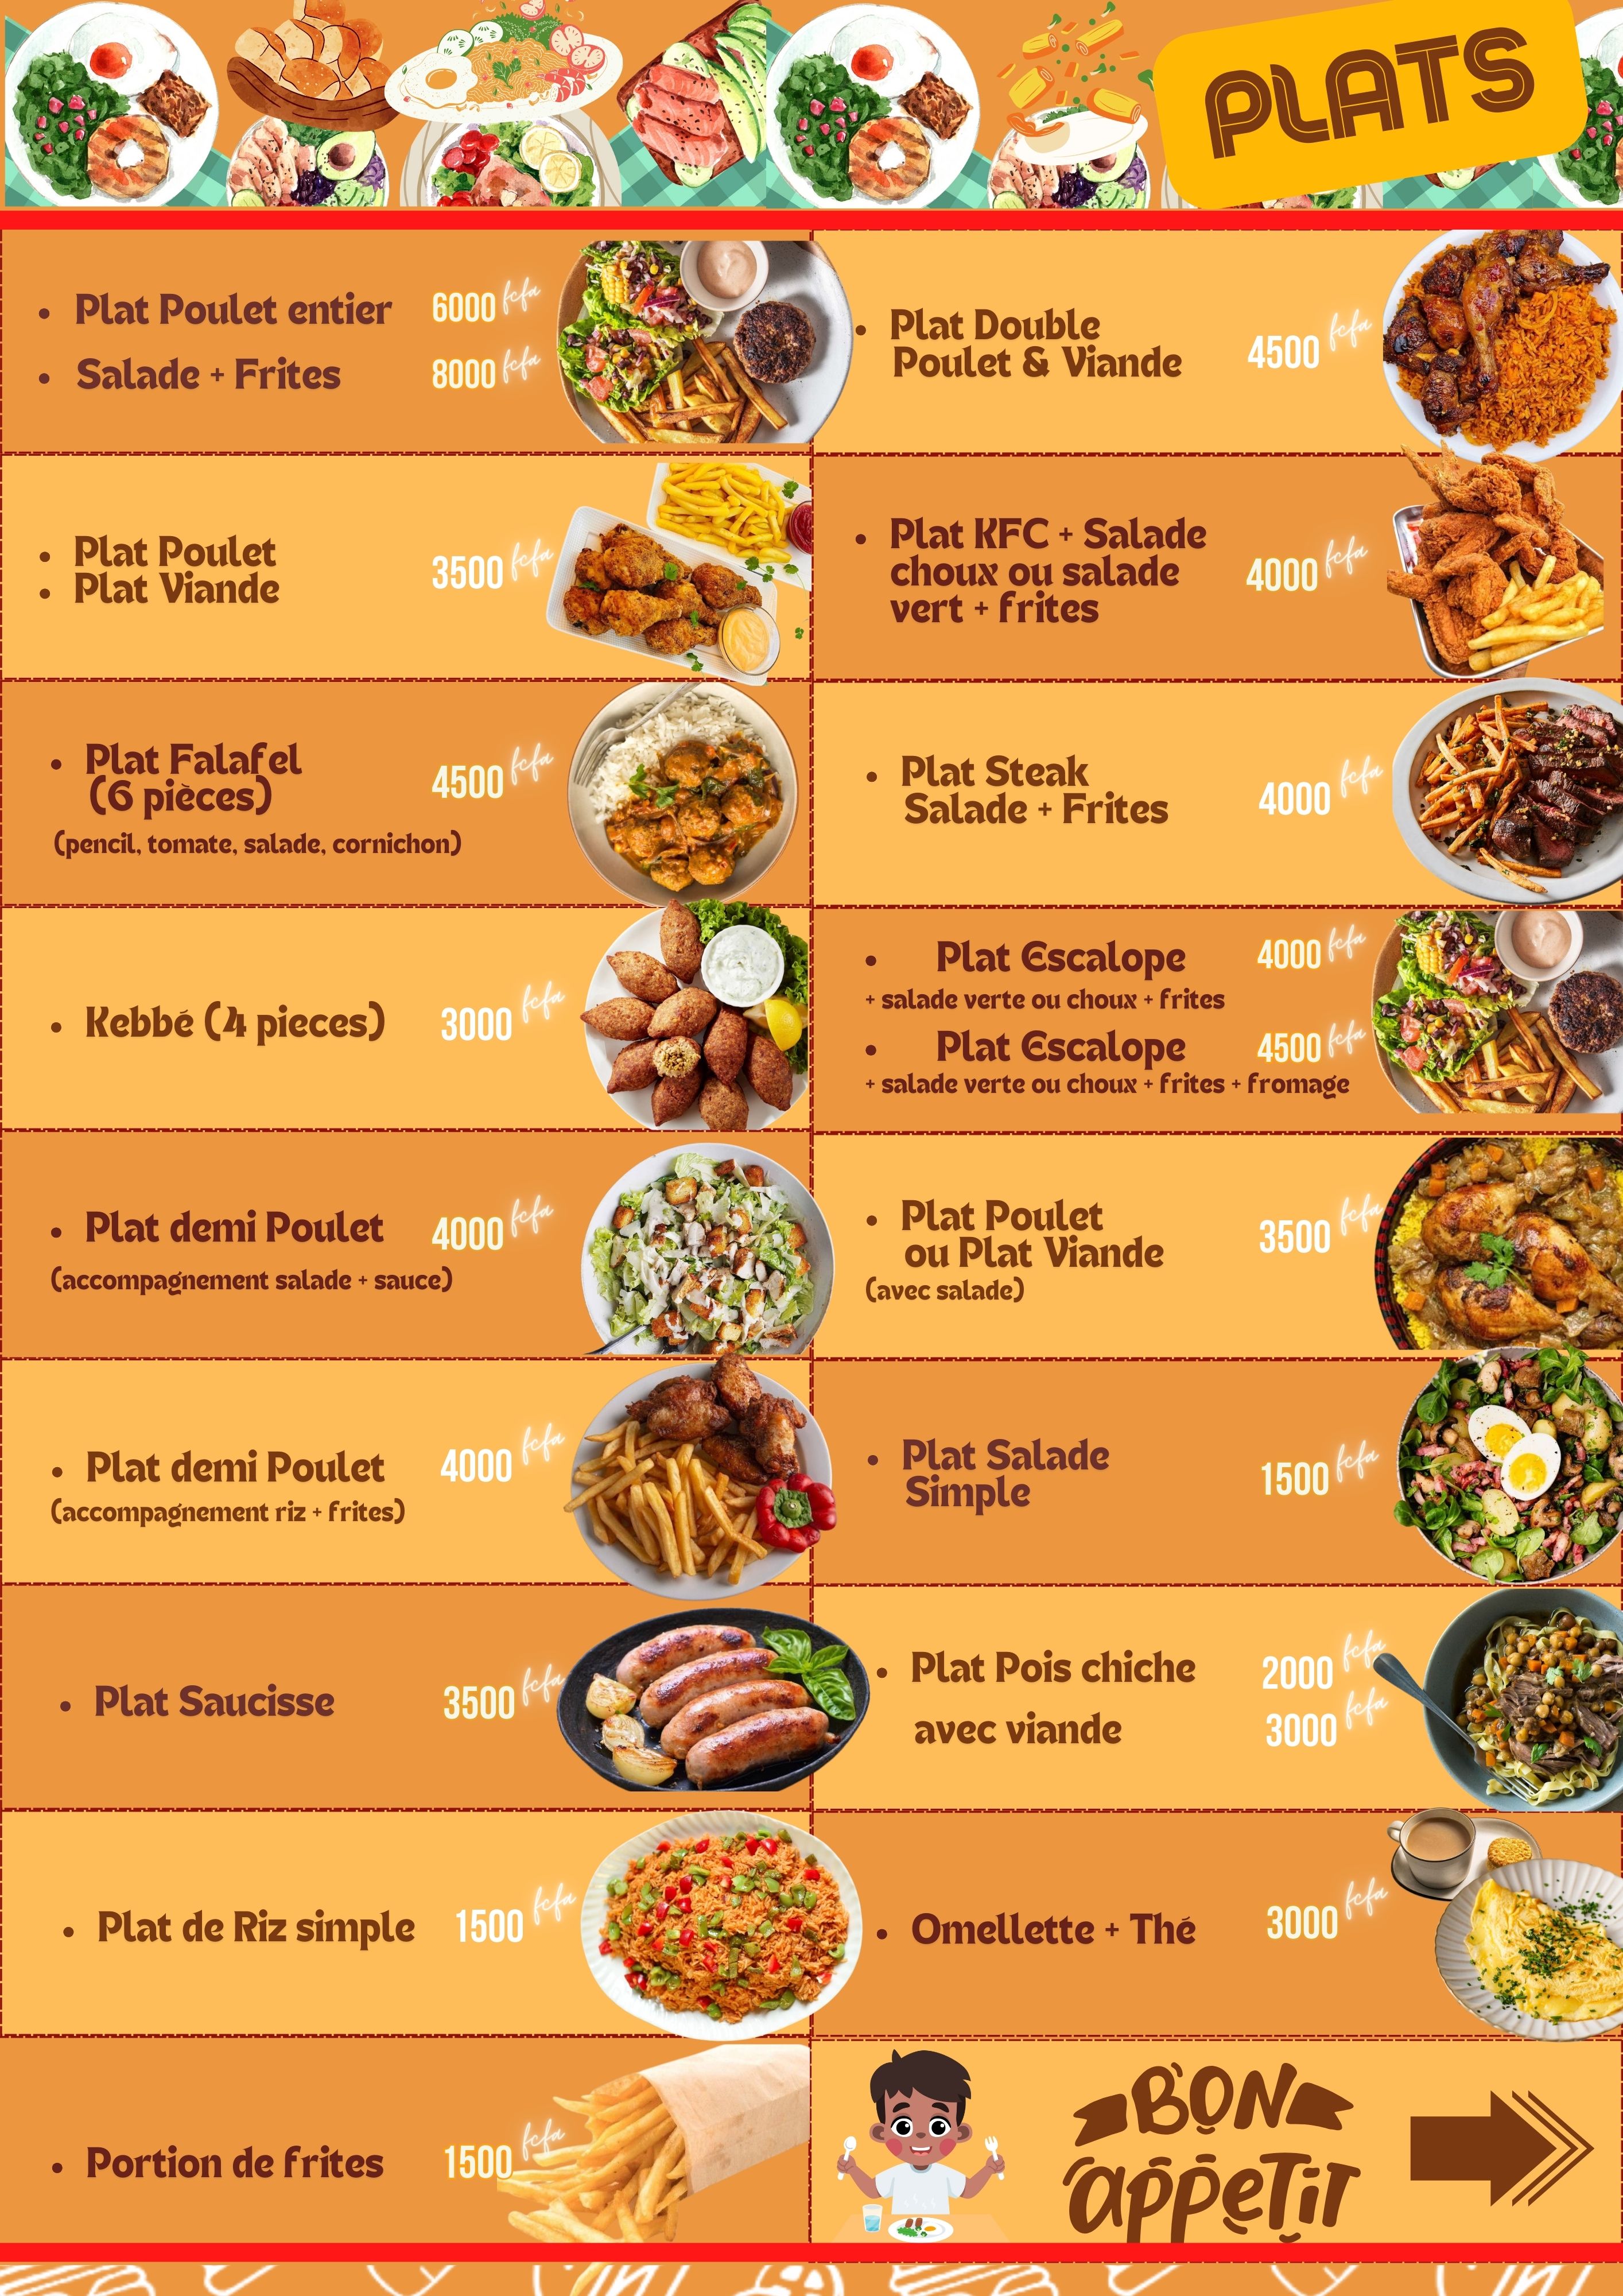 PLATS
• Plat Poulet entier 6000 fcfa
• Salade + Frites 8000 fcfa
• Plat Double
Poulet & Viande 4500 fcfa
• Plat Poulet
• Plat Viande 3500 fcfa
• Plat KFC + Salade
choux ou salade
vert + frites 4000 fcfa
• Plat Falafel
(6 pièces) 4500 fcfa
(pencil, tomate, salade, cornichon)
• Plat Steak
Salade + Frites 4000 fcfa
• Kebbé (4 pieces) 3000 fcfa
• Plat Escalope 4000 fcfa
+ salade verte ou choux + frites
• Plat Escalope 4500 fcfa
+ salade verte ou choux + frites + fromage
• Plat demi Poulet 4000 fcfa
(accompagnement salade + sauce)
• Plat Poulet
ou Plat Viande 3500 fcfa
(avec salade)
• Plat demi Poulet 4000 fcfa
(accompagnement riz + frites)
• Plat Salade
Simple 1500 fcfa
• Plat Saucisse 3500 fcfa
• Plat Pois chiche 2000 fcfa
avec viande 3000 fcfa
• Plat de Riz simple 1500 fcfa
• Omellette + Thé 3000 fcfa
• Portion de frites 1500 fcfa
BON
appeTiT